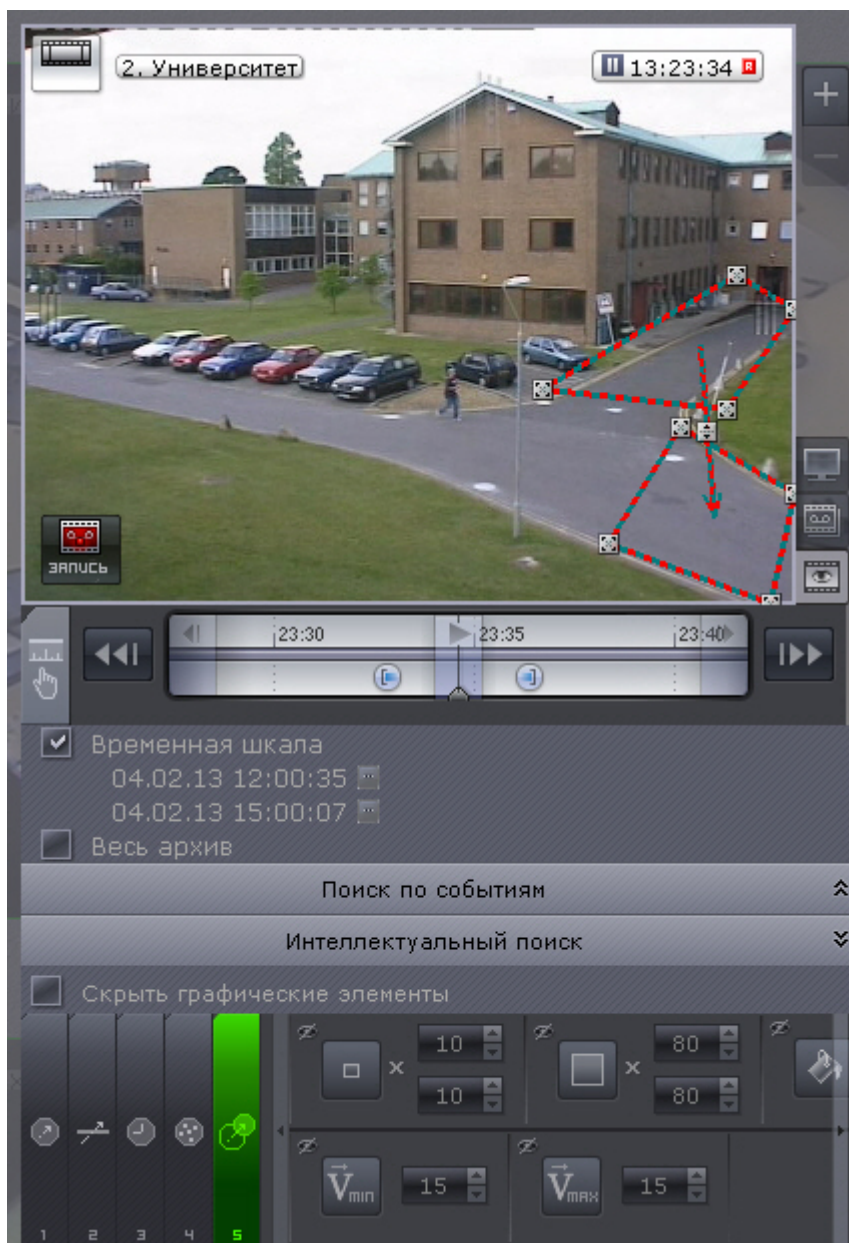 2. Университет
13:23:34 R
запись
23:30 23:35 23:40
Временная шкала
04.02.13 12:00:35 ...
04.02.13 15:00:07 ...
Весь архив
Поиск по событиям
Интеллектуальный поиск
Скрыть графические элементы
× 10 × 80
10 80
Vmin 15 Vmax 15
1 2 3 4 5